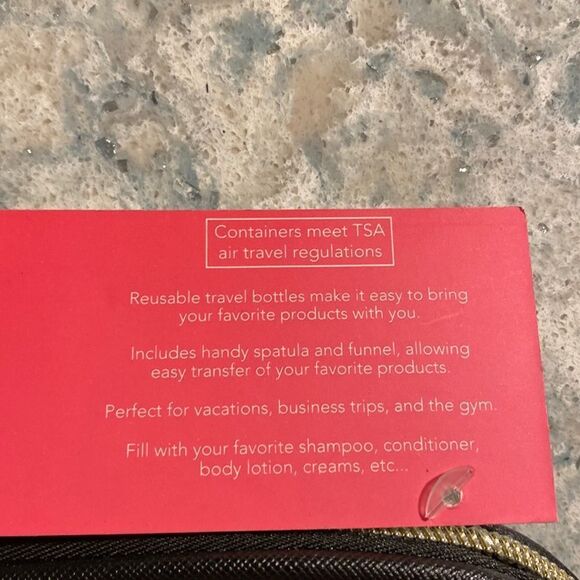 Containers meet TSA
air travel regulations
Reusable travel bottles make it easy to bring
your favorite products with you.
Includes handy spatula and funnel, allowing
easy transfer of your favorite products.
Perfect for vacations, business trips, and the gym.
Fill with your favorite shampoo, conditioner,
body lotion, creams, etc...